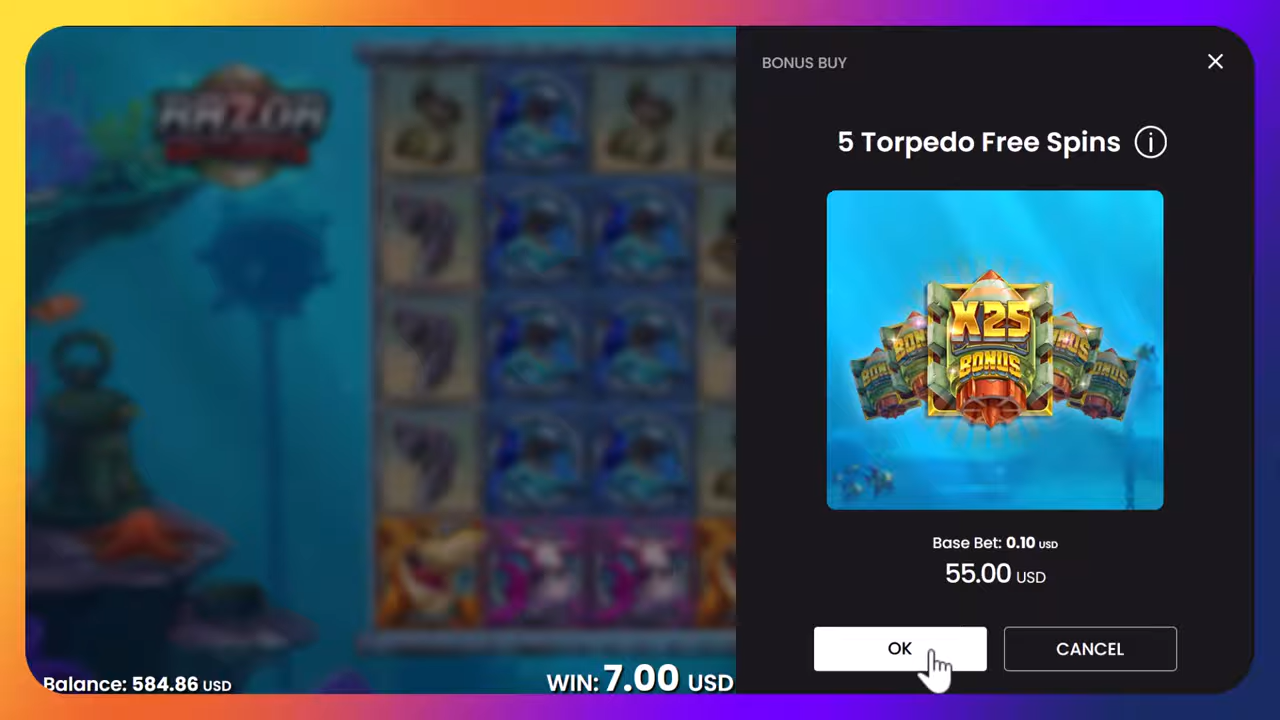 RAZOR
BONUS BUY
5 Torpedo Free Spins
X25
BONUS
Base Bet: 0.10 USD
55.00 USD
OK
CANCEL
Balance: 584.86 USD
WIN: 7.00 USD